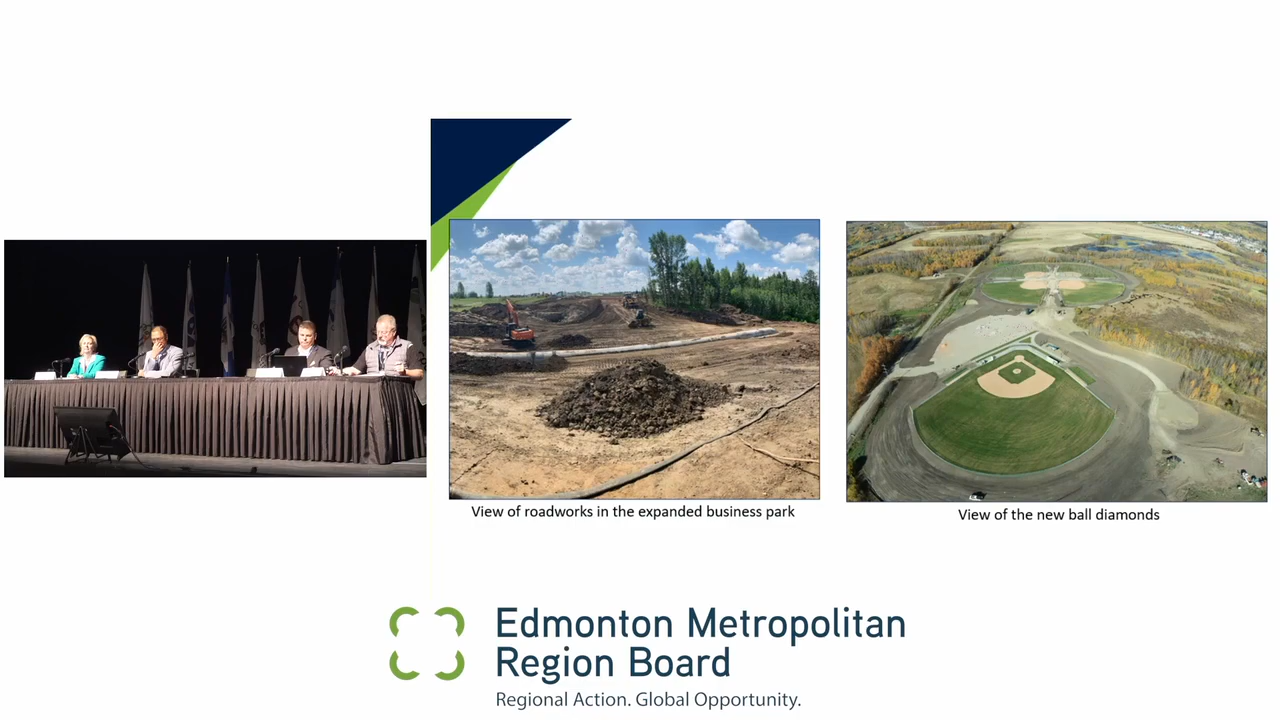 View of roadworks in the expanded business park
View of the new ball diamonds
Edmonton Metropolitan
Region Board
Regional Action. Global Opportunity.